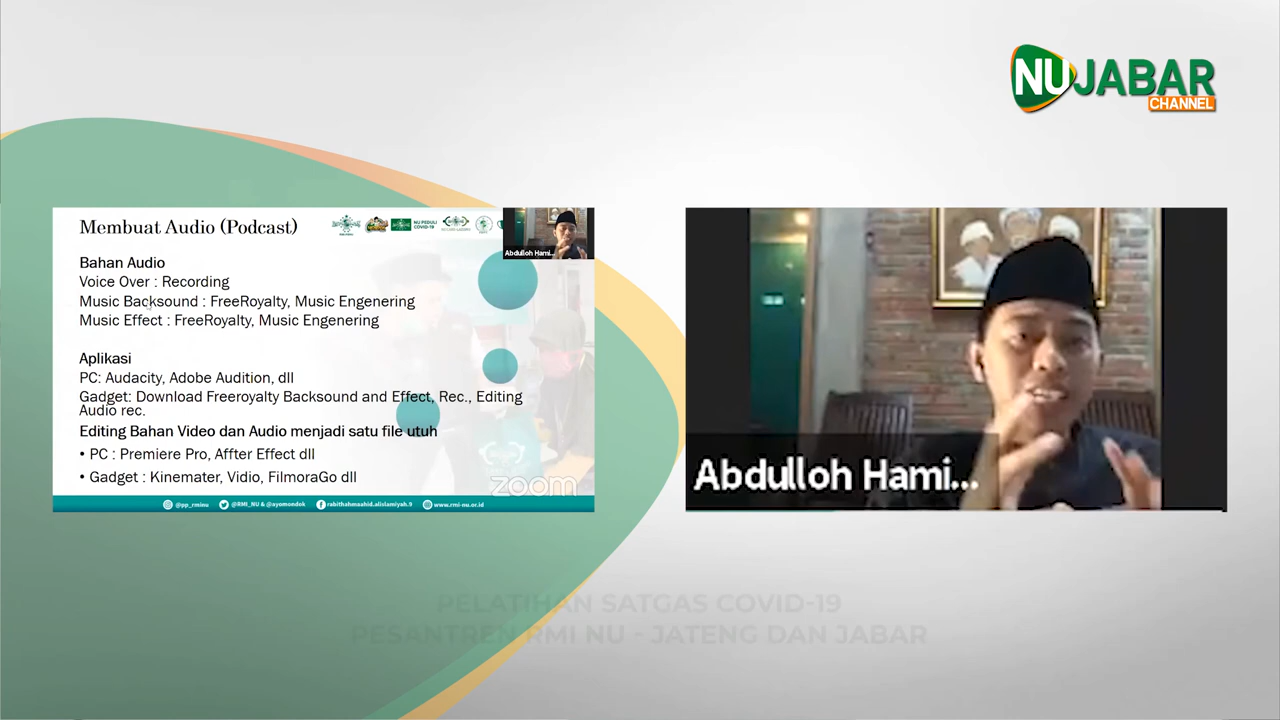 NU JABAR
CHANNEL
Membuat Audio (Podcast)
NU PEDULI
COVID-19
Abdulloh Hami...
Bahan Audio
Voice Over : Recording
Music Backsound : FreeRoyalty, Music Engenering
Music Effect : FreeRoyalty, Music Engenering
Aplikasi
PC: Audacity, Adobe Audition, dll
Gadget: Download Freeroyalty Backsound and Effect, Rec., Editing
Audio rec.
Editing Bahan Video dan Audio menjadi satu file utuh
• PC : Premiere Pro, Affter Effect dll
• Gadget : Kinemater, Vidio, FilmoraGo dll
zoom
@pp_rminu @RMI_NU & @ayomondok rabithahmaahid.alislamiyah.9 www.rmi-nu.or.id
Abdulloh Hami...
PELATIHAN SATGAS COVID-19
PESANTREN RMI NU - JATENG DAN JABAR